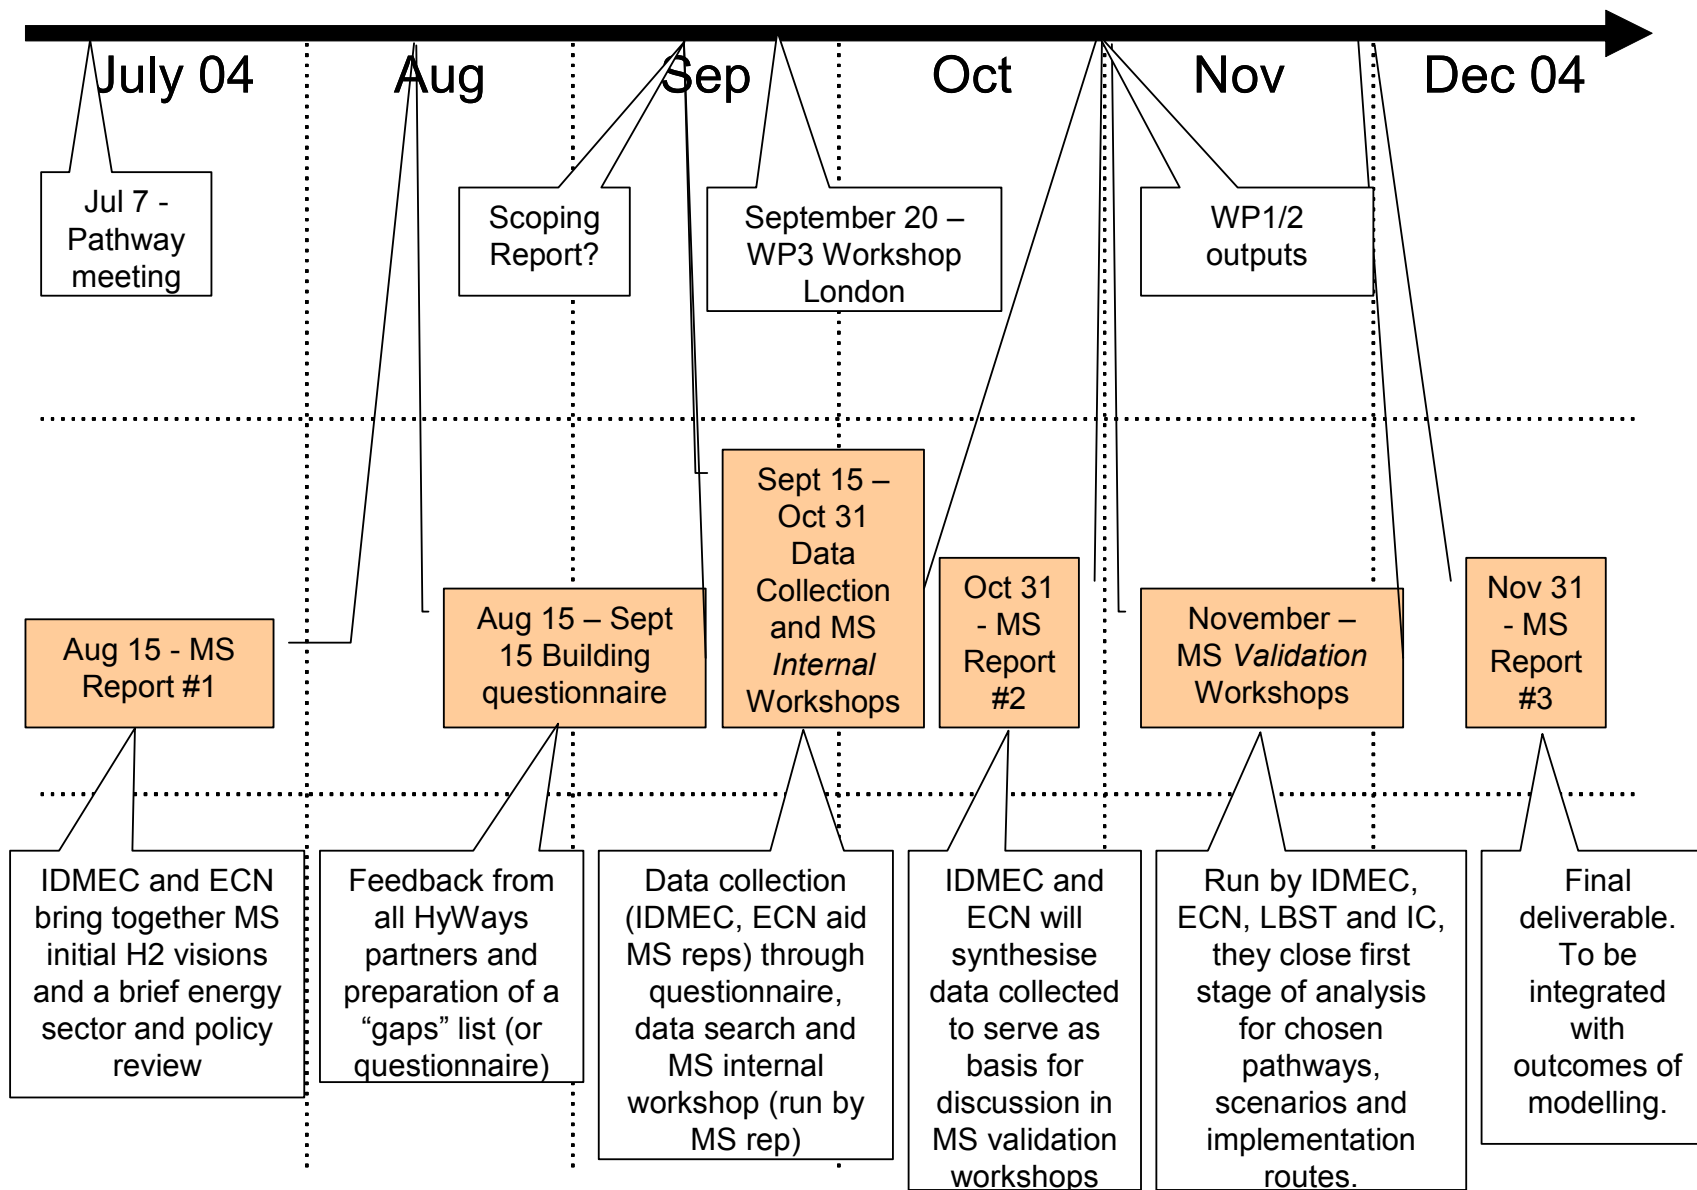 July 04
Aug
Sep
Oct
Nov
Dec 04
Jul 7 -
Pathway
meeting
Scoping
Report?
September 20 –
WP3 Workshop
London
WP1/2
outputs
Aug 15 - MS
Report #1
Aug 15 – Sept
15 Building
questionnaire
Sept 15 –
Oct 31
Data
Collection
and MS
Internal
Workshops
Oct 31
- MS
Report
#2
November –
MS Validation
Workshops
Nov 31
- MS
Report
#3
IDMEC and ECN
bring together MS
initial H2 visions
and a brief energy
sector and policy
review
Feedback from
all HyWays
partners and
preparation of a
“gaps” list (or
questionnaire)
Data collection
(IDMEC, ECN aid
MS reps) through
questionnaire,
data search and
MS internal
workshop (run by
MS rep)
IDMEC and
ECN will
synthesise
data collected
to serve as
basis for
discussion in
MS validation
workshops
Run by IDMEC,
ECN, LBST and IC,
they close first
stage of analysis
for chosen
pathways,
scenarios and
implementation
routes.
Final
deliverable.
To be
integrated
with
outcomes of
modelling.